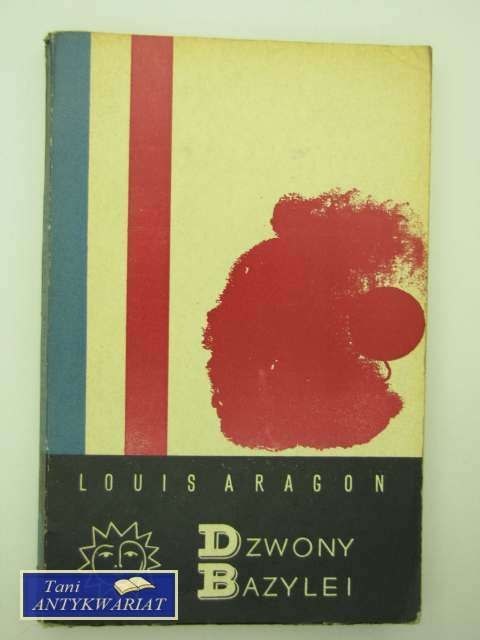 LOUIS ARAGON
DZWONY
BAZYLEI
Tani
ANTYKWARIAT